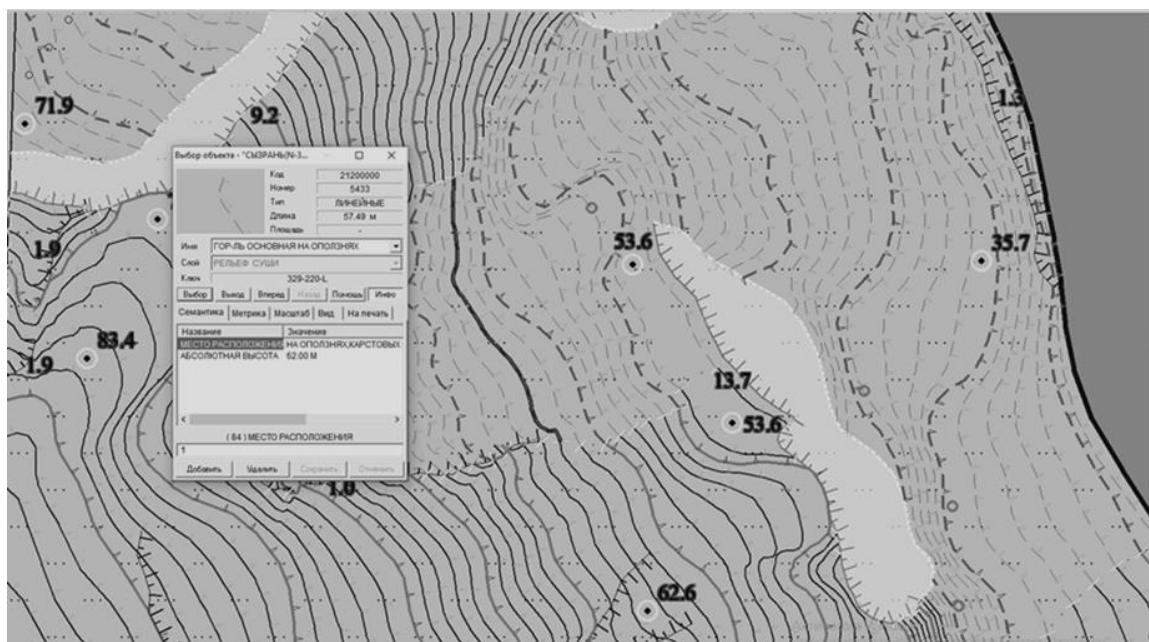 71.9
9.2
1.3
Выбор объекта - "СЫЗРАНЬ(N-3...
Код 21200000
Номер 5433
Тип ЛИНЕЙНЫЕ
Длина 57.49 м
Площадь -
Имя ГОР-ЛЬ ОСНОВНАЯ НА ОПОЛЗНЯХ
Слой РЕЛЬЕФ СУШИ
Ключ 329-220-L
Выбор Выход Вперед Назад Помощь Инфо
Семантика Метрика Масштаб Вид На печать
Название Значение
МЕСТО РАСПОЛОЖЕНИЯ НА ОПОЛЗНЯХ,КАРСТОВЫХ
АБСОЛЮТНАЯ ВЫСОТА 62.00 М
( 84 ) МЕСТО РАСПОЛОЖЕНИЯ
1
Добавить Удалить Сохранить Отменить
1.9
53.6
35.7
83.4
1.9
13.7
53.6
1.0
62.6